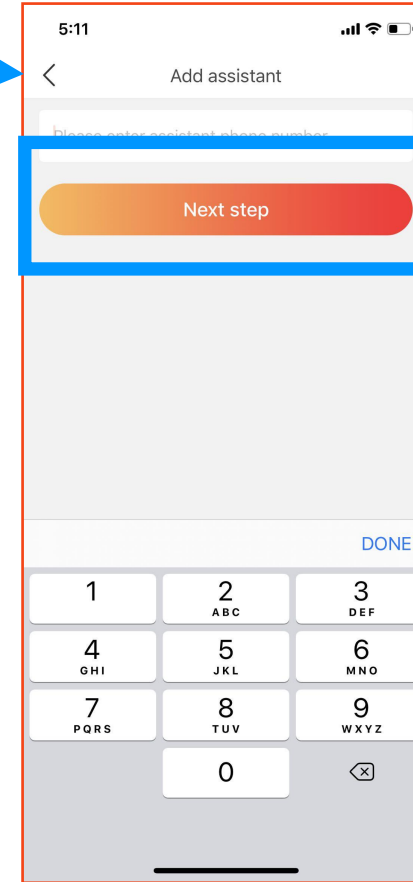 5:11
Add assistant
Please enter assistant phone number
Next step
DONE
1
2
ABC
3
DEF
4
GHI
5
JKL
6
MNO
7
PQRS
8
TUV
9
WXYZ
0